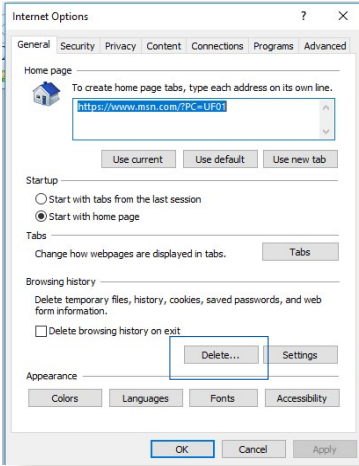 Internet Options ? X
General Security Privacy Content Connections Programs Advanced
Home page
To create home page tabs, type each address on its own line.
https://www.msn.com/?PC=UF01
Use current Use default Use new tab
Startup
Start with tabs from the last session
Start with home page
Tabs
Change how webpages are displayed in tabs. Tabs
Browsing history
Delete temporary files, history, cookies, saved passwords, and web
form information.
Delete browsing history on exit
Delete... Settings
Appearance
Colors Languages Fonts Accessibility
OK Cancel Apply